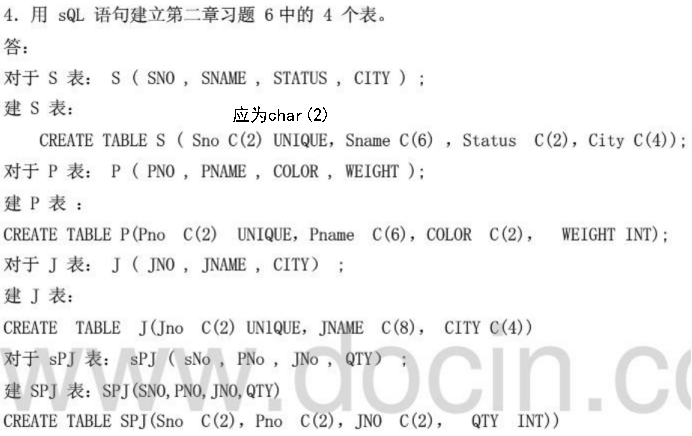 4. 用 sQL 语句建立第二章习题 6 中的 4 个表。
答：
对于 S 表： S ( SNO , SNAME , STATUS , CITY ) ;
建 S 表：
应为char(2)
CREATE TABLE S ( Sno C(2) UNIQUE, Sname C(6) , Status C(2), City C(4));
对于 P 表： P ( PNO , PNAME , COLOR , WEIGHT );
建 P 表 :
CREATE TABLE P(Pno C(2) UNIQUE, Pname C(6), COLOR C(2), WEIGHT INT);
对于 J 表： J ( JNO , JNAME , CITY） ;
建 J 表：
CREATE TABLE J(Jno C(2) UN1QUE, JNAME C(8), CITY C(4))
对于 sPJ 表： sPJ ( sNo , PNo , JNo , QTY） ;
建 SPJ 表：SPJ(SNO,PNO,JNO,QTY)
CREATE TABLE SPJ(Sno C(2), Pno C(2), JNO C(2), QTY INT))
www.docin.co